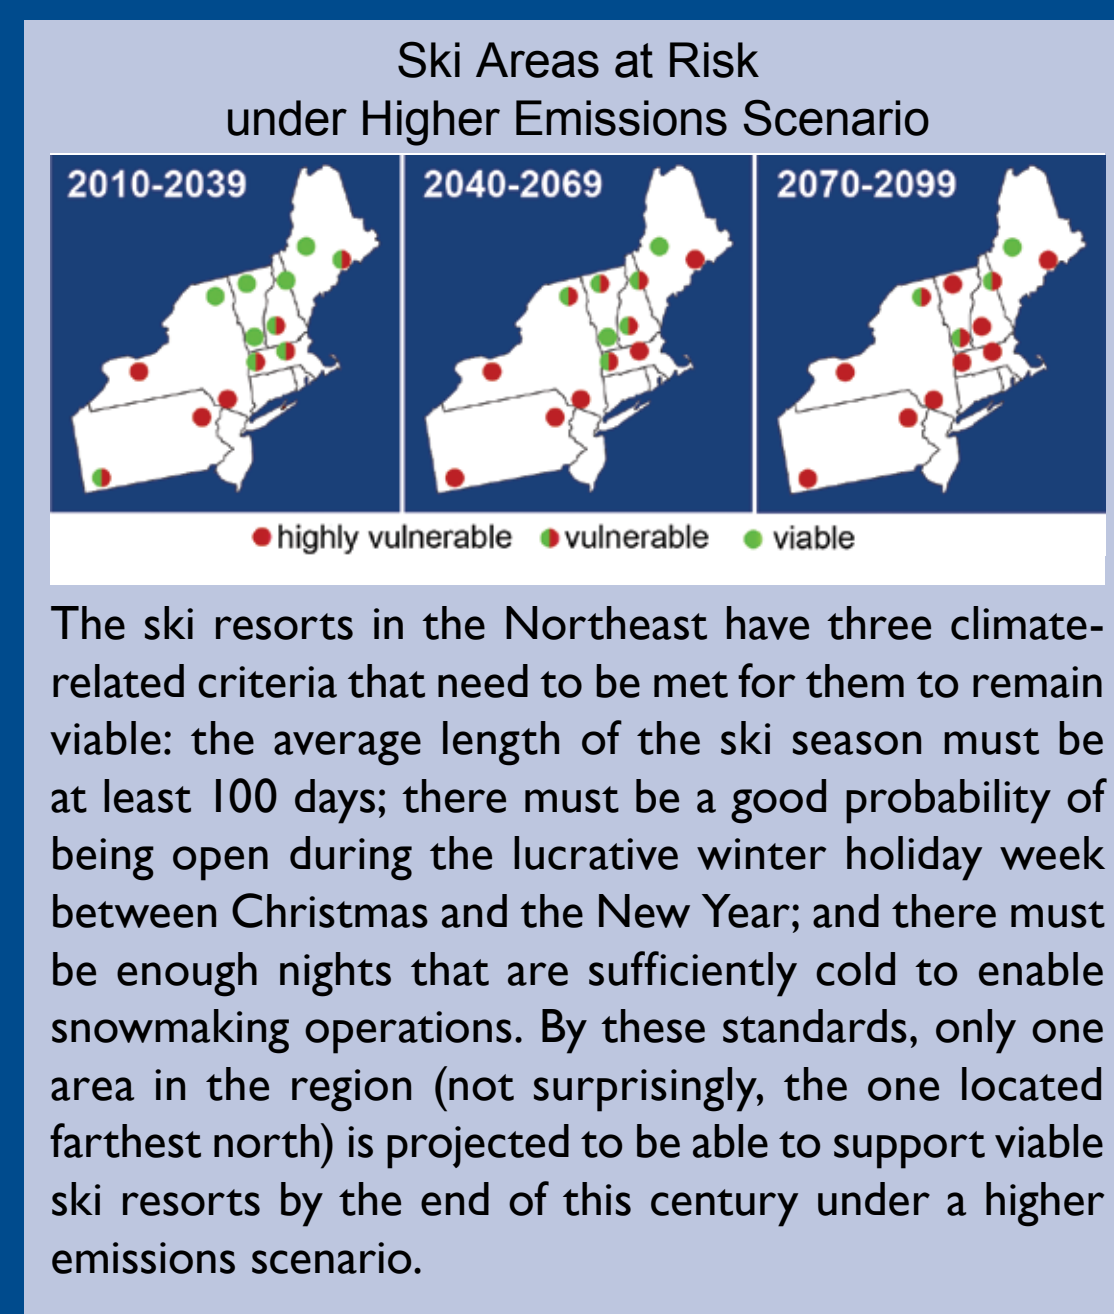 Ski Areas at Risk
under Higher Emissions Scenario
2010-2039
2040-2069
2070-2099
highly vulnerable
vulnerable
viable
The ski resorts in the Northeast have three climate-
related criteria that need to be met for them to remain
viable: the average length of the ski season must be
at least 100 days; there must be a good probability of
being open during the lucrative winter holiday week
between Christmas and the New Year; and there must
be enough nights that are sufficiently cold to enable
snowmaking operations. By these standards, only one
area in the region (not surprisingly, the one located
farthest north) is projected to be able to support viable
ski resorts by the end of this century under a higher
emissions scenario.